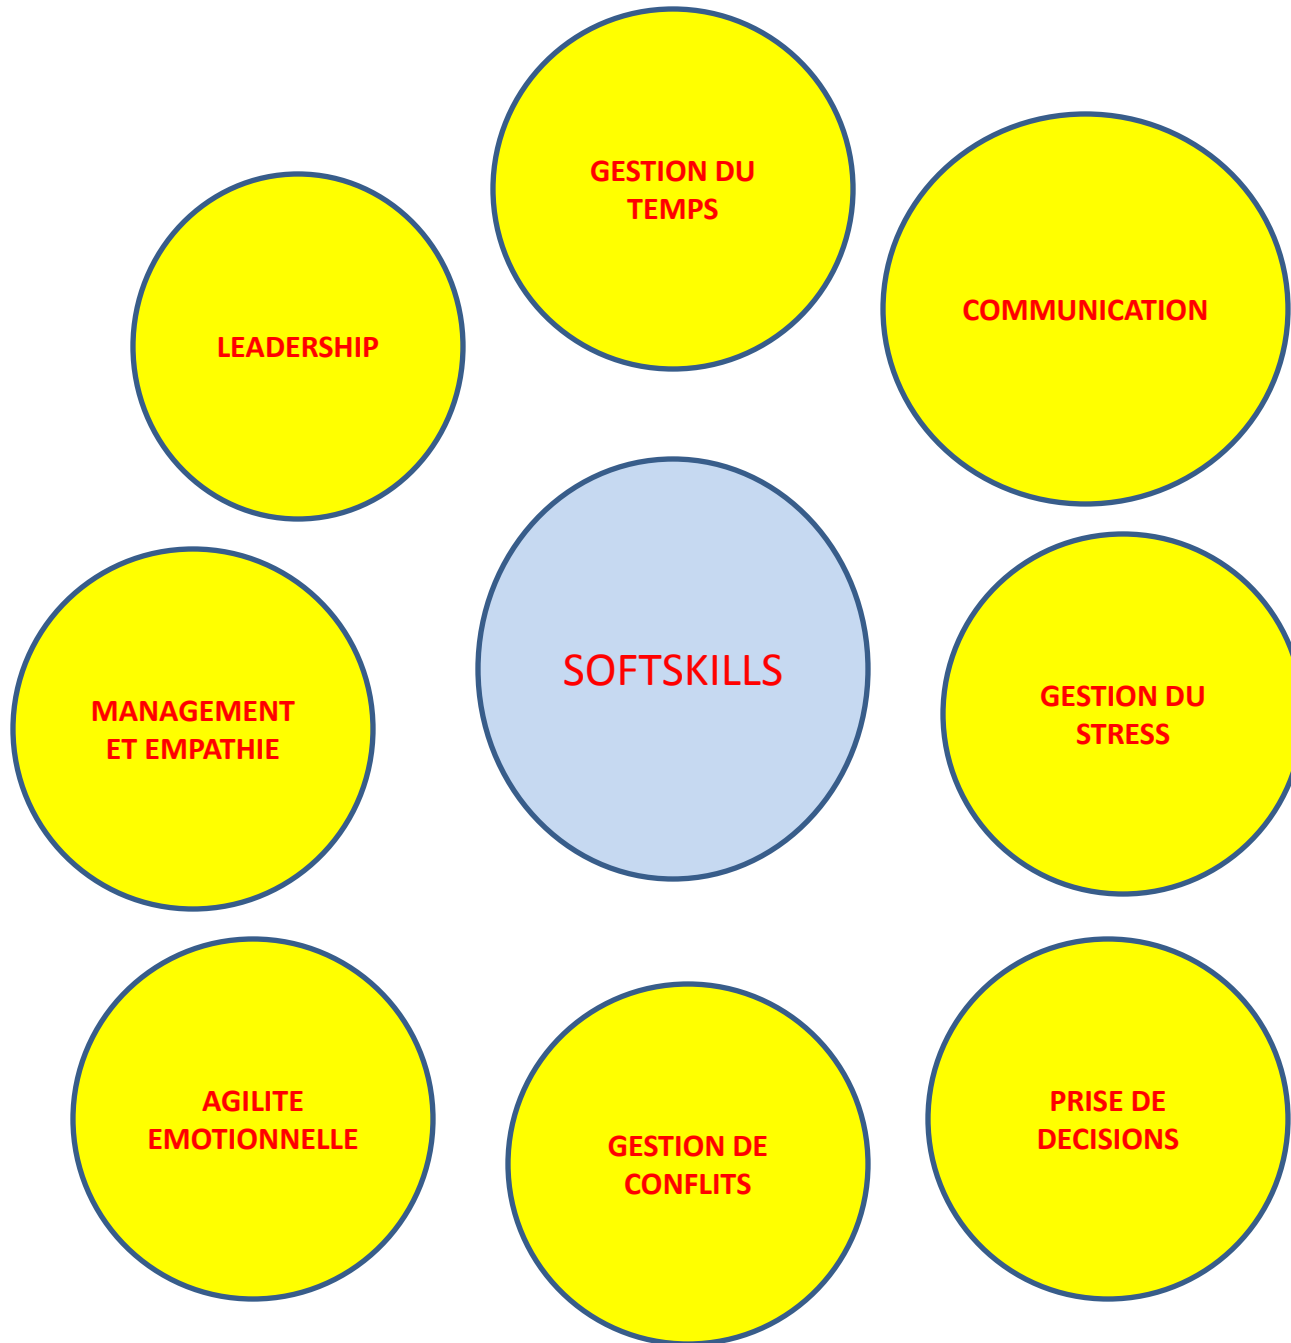 GESTION DU
TEMPS
COMMUNICATION
LEADERSHIP
SOFTSKILLS
GESTION DU
STRESS
MANAGEMENT
ET EMPATHIE
AGILITE
EMOTIONNELLE
GESTION DE
CONFLITS
PRISE DE
DECISIONS